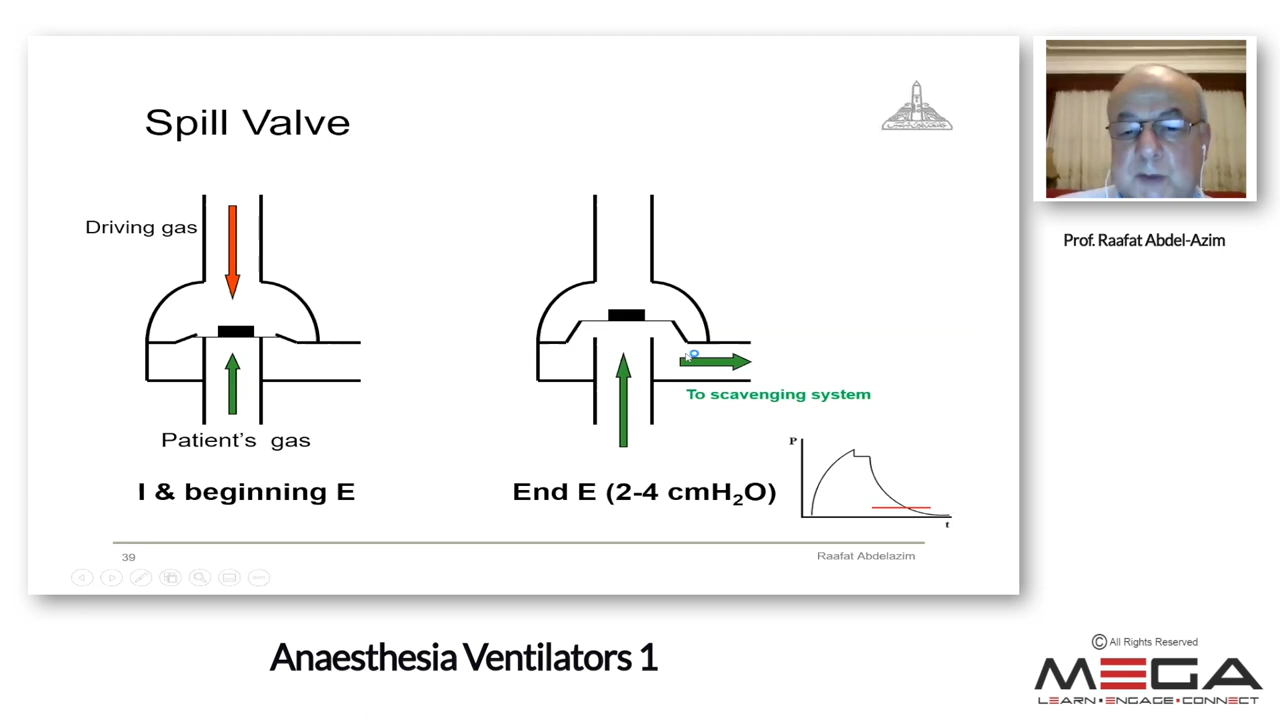 Spill Valve
Driving gas
Patient's gas
To scavenging system
I & beginning E
End E (2-4 cmH₂O)
P
t
39
Raafat Abdelazim
Prof. Raafat Abdel-Azim
Anaesthesia Ventilators 1
© All Rights Reserved
MEGA
LEARN • ENGAGE • CONNECT